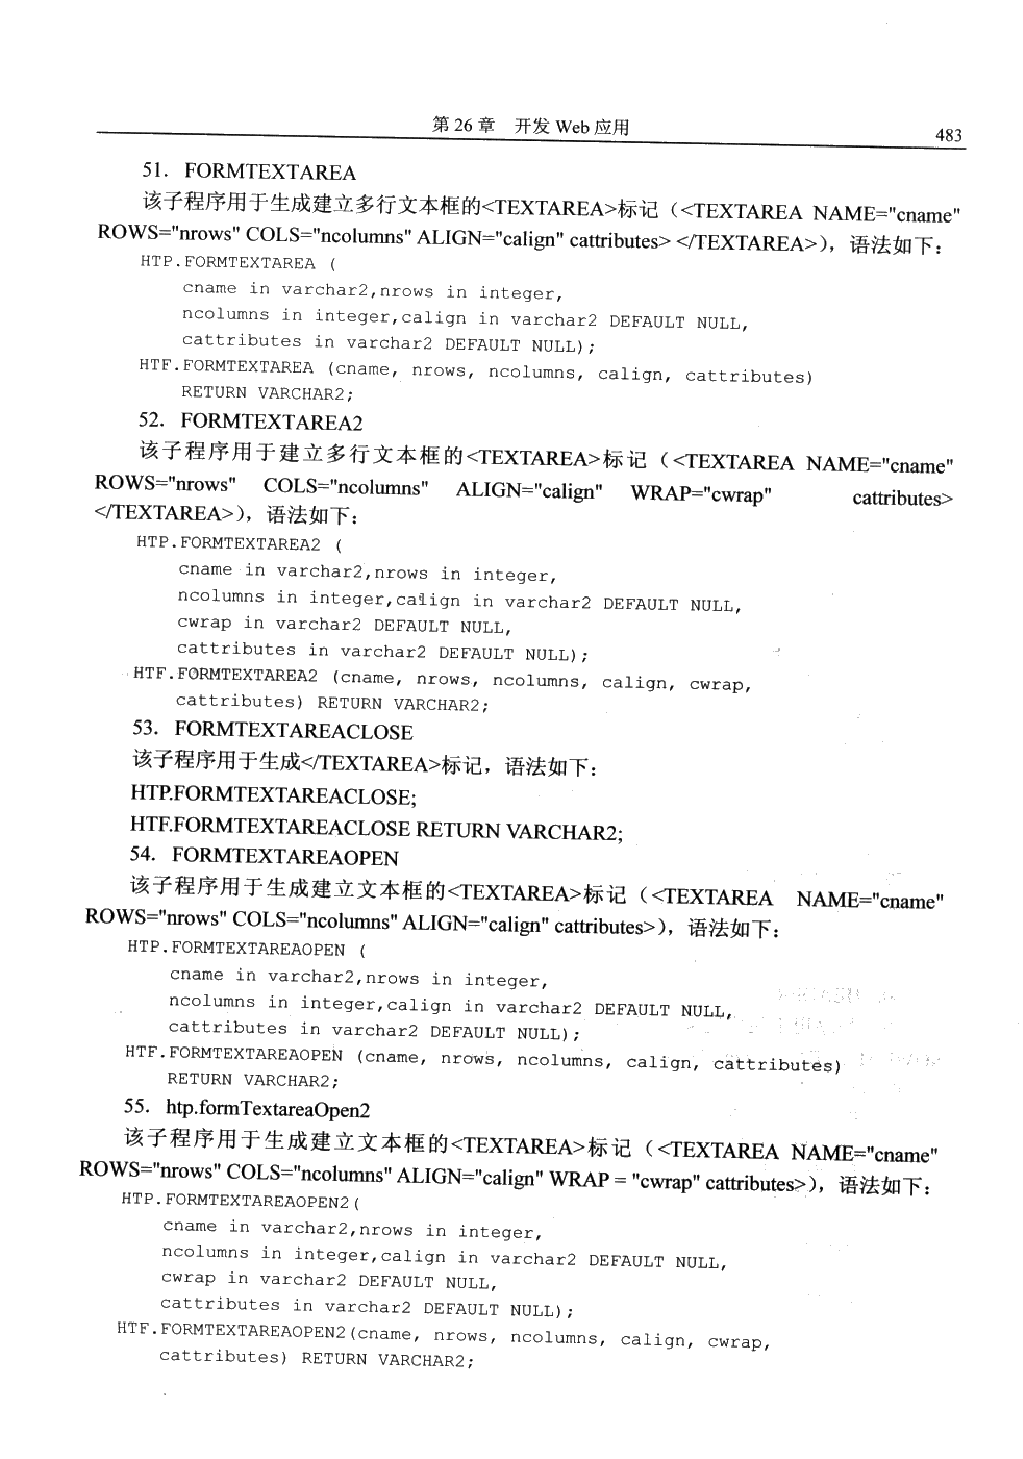 第 26 章　开发 Web 应用
483
51．FORMTEXTAREA
该子程序用于生成建立多行文本框的<TEXTAREA>标记（<TEXTAREA NAME="cname"
ROWS="nrows" COLS="ncolumns" ALIGN="calign" cattributes> </TEXTAREA>），语法如下：
HTP.FORMTEXTAREA (
cname in varchar2,nrows in integer,
ncolumns in integer,calign in varchar2 DEFAULT NULL,
cattributes in varchar2 DEFAULT NULL);
HTF.FORMTEXTAREA (cname, nrows, ncolumns, calign, cattributes)
RETURN VARCHAR2;
52．FORMTEXTAREA2
该子程序用于建立多行文本框的<TEXTAREA>标记（<TEXTAREA NAME="cname"
ROWS="nrows" COLS="ncolumns" ALIGN="calign" WRAP="cwrap" cattributes>
</TEXTAREA>），语法如下：
HTP.FORMTEXTAREA2 (
cname in varchar2,nrows in integer,
ncolumns in integer,calign in varchar2 DEFAULT NULL,
cwrap in varchar2 DEFAULT NULL,
cattributes in varchar2 DEFAULT NULL);
HTF.FORMTEXTAREA2 (cname, nrows, ncolumns, calign, cwrap,
cattributes) RETURN VARCHAR2;
53．FORMTEXTAREACLOSE
该子程序用于生成</TEXTAREA>标记，语法如下：
HTP.FORMTEXTAREACLOSE;
HTF.FORMTEXTAREACLOSE RETURN VARCHAR2;
54．FORMTEXTAREAOPEN
该子程序用于生成建立文本框的<TEXTAREA>标记（<TEXTAREA NAME="cname"
ROWS="nrows" COLS="ncolumns" ALIGN="calign" cattributes>），语法如下：
HTP.FORMTEXTAREAOPEN (
cname in varchar2,nrows in integer,
ncolumns in integer,calign in varchar2 DEFAULT NULL,
cattributes in varchar2 DEFAULT NULL);
HTF.FORMTEXTAREAOPEN (cname, nrows, ncolumns, calign, cattributes)
RETURN VARCHAR2;
55．htp.formTextareaOpen2
该子程序用于生成建立文本框的<TEXTAREA>标记（<TEXTAREA NAME="cname"
ROWS="nrows" COLS="ncolumns" ALIGN="calign" WRAP = "cwrap" cattributes>），语法如下：
HTP.FORMTEXTAREAOPEN2(
cname in varchar2,nrows in integer,
ncolumns in integer,calign in varchar2 DEFAULT NULL,
cwrap in varchar2 DEFAULT NULL,
cattributes in varchar2 DEFAULT NULL);
HTF.FORMTEXTAREAOPEN2(cname, nrows, ncolumns, calign, cwrap,
cattributes) RETURN VARCHAR2;